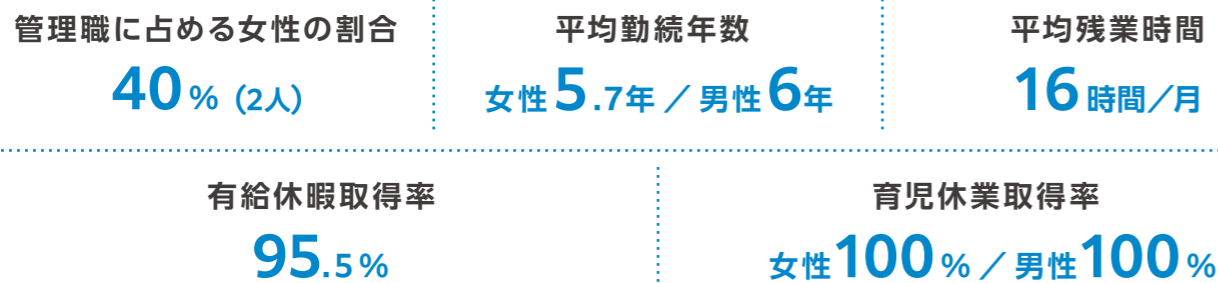 管理職に占める女性の割合
40%（2人）
平均勤続年数
女性5.7年／男性6年
平均残業時間
16時間／月
有給休暇取得率
95.5%
育児休業取得率
女性100%／男性100%